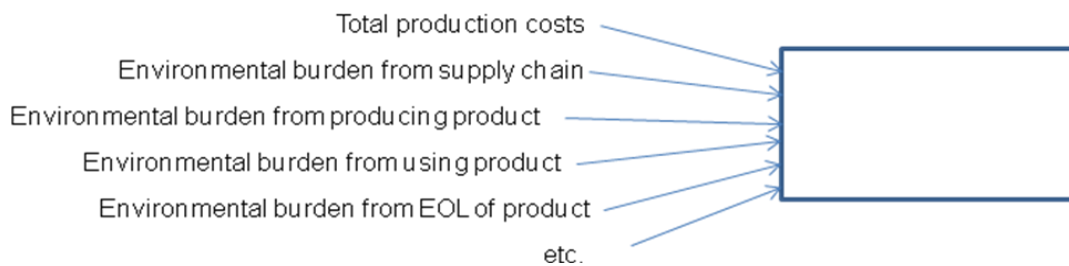 Total production costs
Environmental burden from supply chain
Environmental burden from producing product
Environmental burden from using product
Environmental burden from EOL of product
etc.